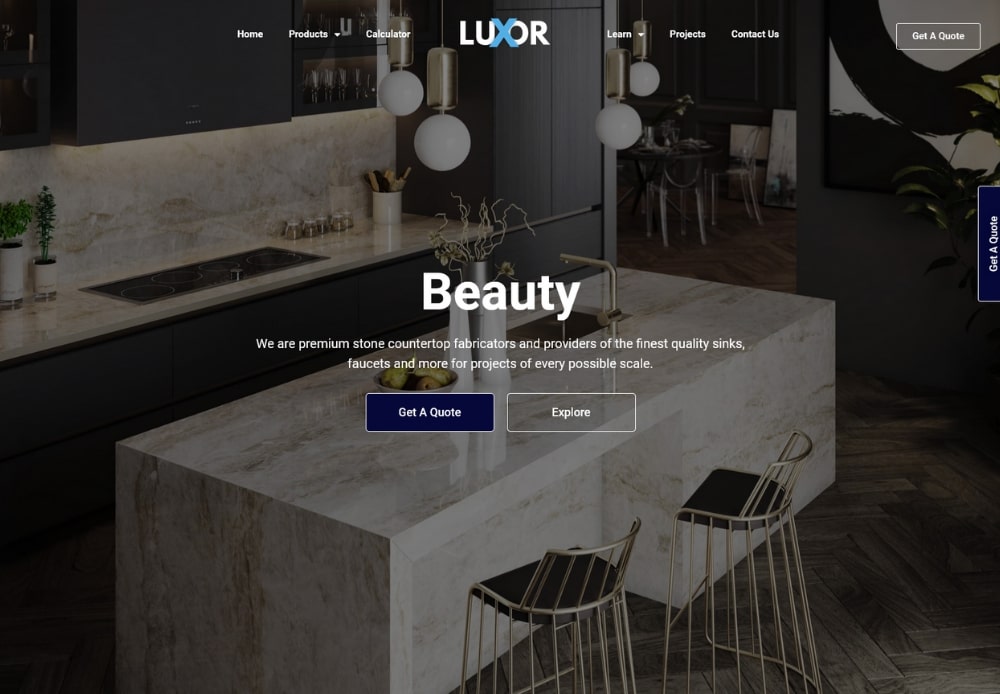 Home
Products
Calculator
LUXOR
Learn
Projects
Contact Us
Get A Quote
Get A Quote
Beauty
We are premium stone countertop fabricators and providers of the finest quality sinks,
faucets and more for projects of every possible scale.
Get A Quote
Explore